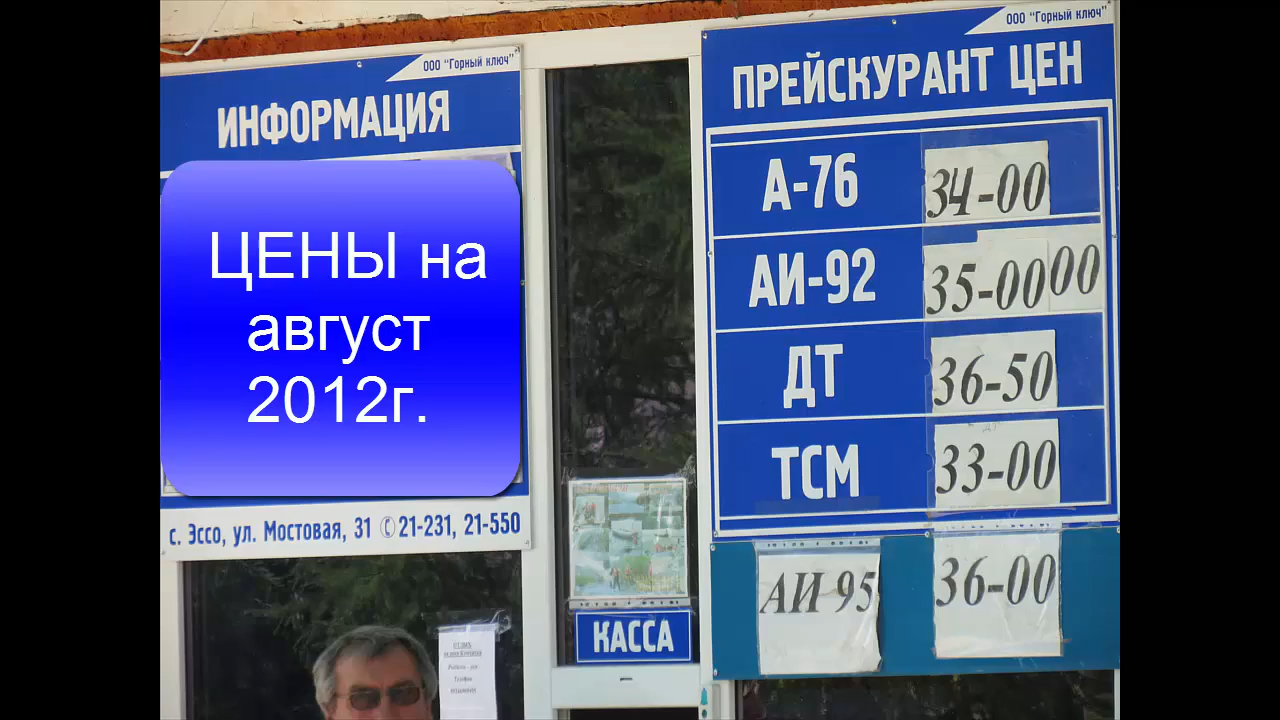 ООО "Горный ключ"
ИНФОРМАЦИЯ
ЦЕНЫ на
август
2012г.
с. Эссо, ул. Мостовая, 31 ✆ 21-231, 21-550
КАССА
ООО "Горный ключ"
ПРЕЙСКУРАНТ ЦЕН
А-76 34-00
АИ-92 35-0000
ДТ 36-50
ТСМ 33-00
АИ 95 36-00
ОТДЫХ